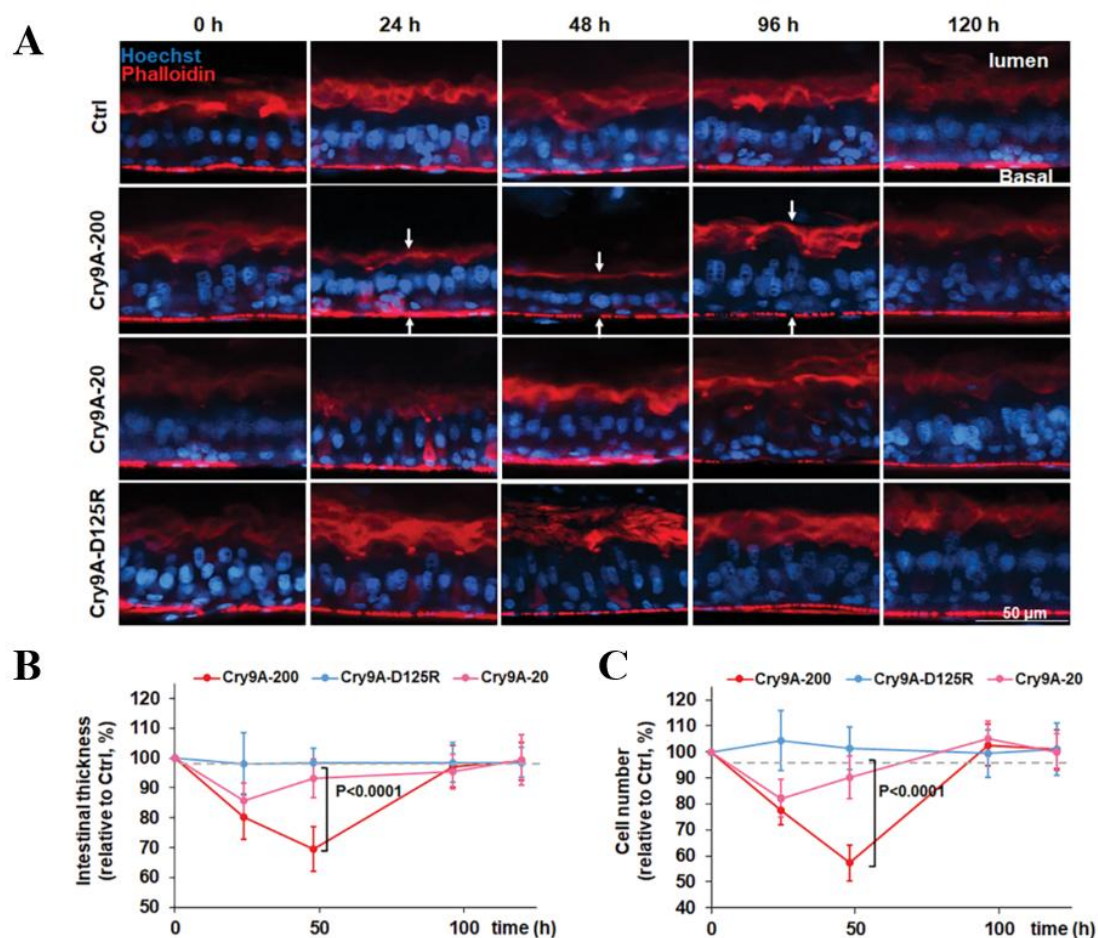 A
0 h 24 h 48 h 96 h 120 h
Hoechst
Phalloidin
lumen
Ctrl
Basal
Cry9A-200
Cry9A-20
Cry9A-D125R
50 µm
B
Cry9A-200 Cry9A-D125R Cry9A-20
Intestinal thickness
(relative to Ctrl, %)
120
110
100
90
80
70
60
50
P<0.0001
0 50 100 time (h)
C
Cry9A-200 Cry9A-D125R Cry9A-20
Cell number
(relative to Ctrl, %)
120
110
100
90
80
70
60
50
40
P<0.0001
0 50 100 time (h)